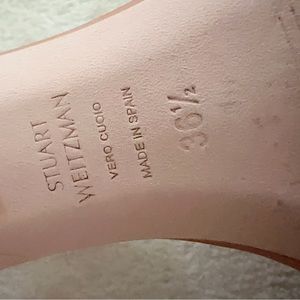 STUART
WEITZMAN
VERO CUOIO
MADE IN SPAIN
36½